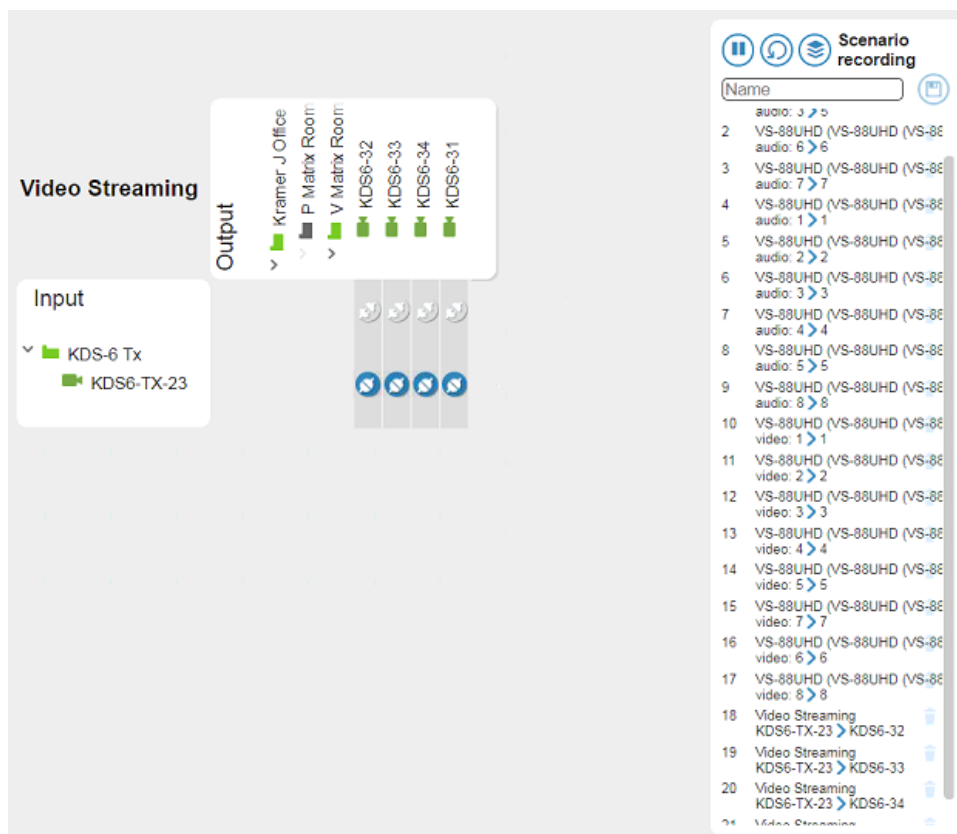 Scenario
recording
Name
Video Streaming
Output
Kramer J Office
P Matrix Room
V Matrix Room
KDS6-32
KDS6-33
KDS6-34
KDS6-31
Input
KDS-6 Tx
KDS6-TX-23
audio: 3 5
2 VS-88UHD (VS-88UHD (VS-88
audio: 6 6
3 VS-88UHD (VS-88UHD (VS-88
audio: 7 7
4 VS-88UHD (VS-88UHD (VS-88
audio: 1 1
5 VS-88UHD (VS-88UHD (VS-88
audio: 2 2
6 VS-88UHD (VS-88UHD (VS-88
audio: 3 3
7 VS-88UHD (VS-88UHD (VS-88
audio: 4 4
8 VS-88UHD (VS-88UHD (VS-88
audio: 5 5
9 VS-88UHD (VS-88UHD (VS-88
audio: 8 8
10 VS-88UHD (VS-88UHD (VS-88
video: 1 1
11 VS-88UHD (VS-88UHD (VS-88
video: 2 2
12 VS-88UHD (VS-88UHD (VS-88
video: 3 3
13 VS-88UHD (VS-88UHD (VS-88
video: 4 4
14 VS-88UHD (VS-88UHD (VS-88
video: 5 5
15 VS-88UHD (VS-88UHD (VS-88
video: 7 7
16 VS-88UHD (VS-88UHD (VS-88
video: 6 6
17 VS-88UHD (VS-88UHD (VS-88
video: 8 8
18 Video Streaming
KDS6-TX-23 KDS6-32
19 Video Streaming
KDS6-TX-23 KDS6-33
20 Video Streaming
KDS6-TX-23 KDS6-34
21 Video Streaming